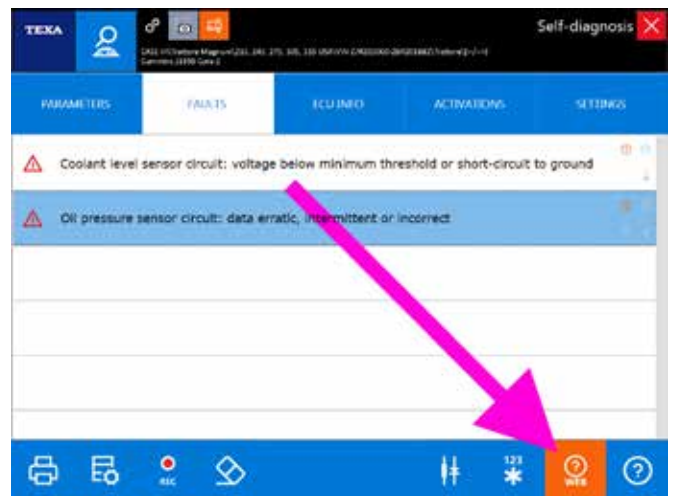 TEXA
Self-diagnosis
PARAMETERS
FAULTS
ECU INFO
ACTIVATIONS
SETTINGS
Coolant level sensor circuit: voltage below minimum threshold or short-circuit to ground
Oil pressure sensor circuit: data erratic, intermittent or incorrect
REC
123
WEB